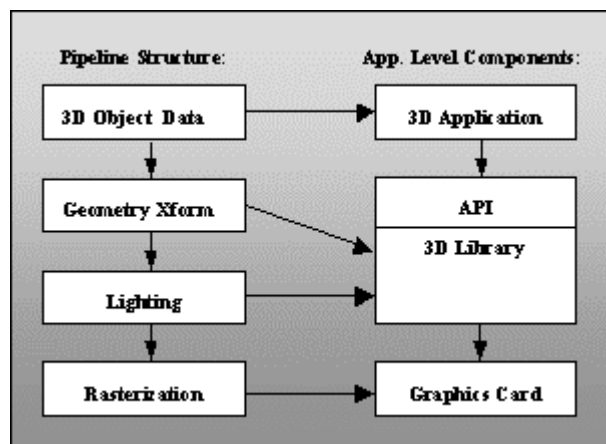 Pipeline Structure:
App. Level Components:
3D Object Data
3D Application
Geometry Xform
API
3D Library
Lighting
Rasterization
Graphics Card